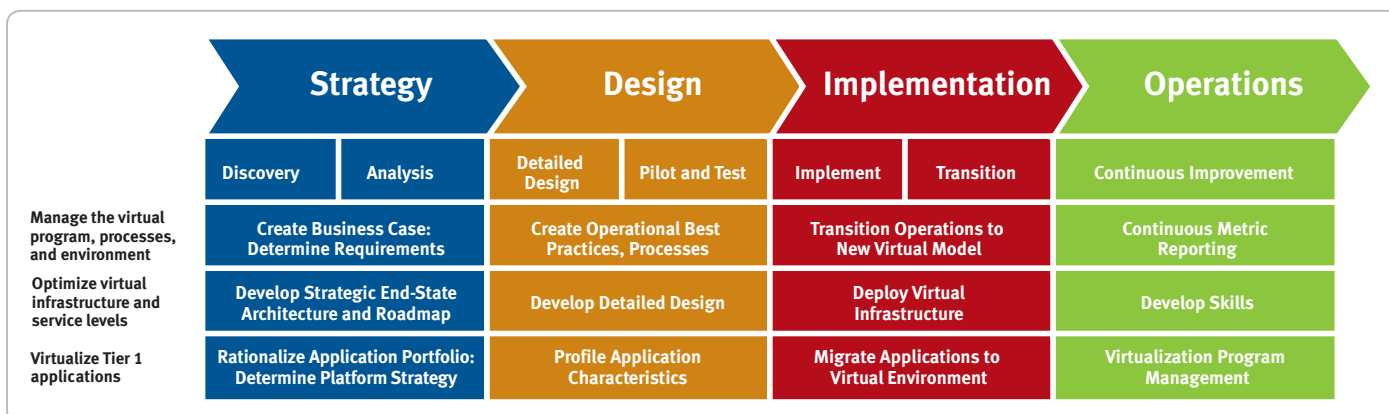 Strategy
Design
Implementation
Operations
Discovery
Analysis
Detailed
Design
Pilot and Test
Implement
Transition
Continuous Improvement
Manage the virtual
program, processes,
and environment
Create Business Case:
Determine Requirements
Create Operational Best
Practices, Processes
Transition Operations to
New Virtual Model
Continuous Metric
Reporting
Optimize virtual
infrastructure and
service levels
Develop Strategic End-State
Architecture and Roadmap
Develop Detailed Design
Deploy Virtual
Infrastructure
Develop Skills
Virtualize Tier 1
applications
Rationalize Application Portfolio:
Determine Platform Strategy
Profile Application
Characteristics
Migrate Applications to
Virtual Environment
Virtualization Program
Management